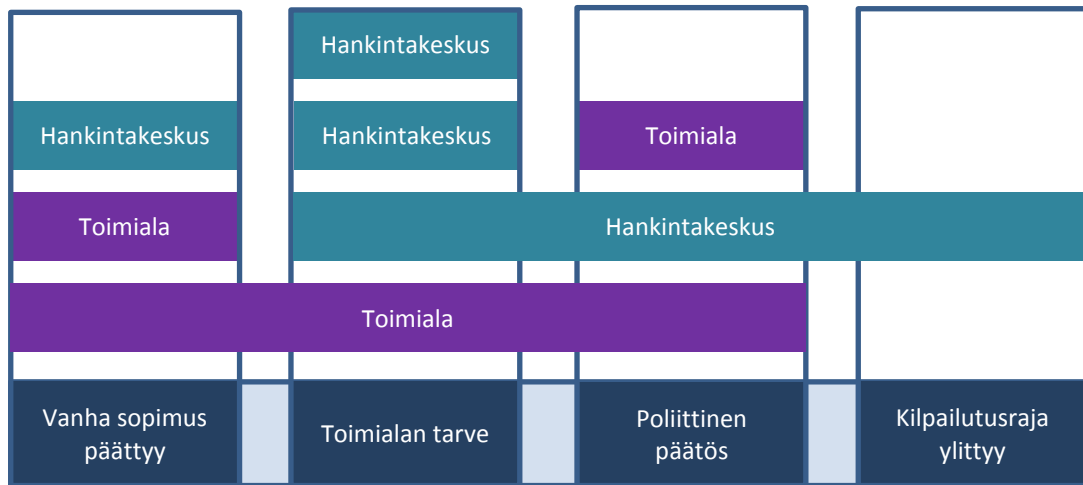 Hankintakeskus
Hankintakeskus
Hankintakeskus
Toimiala
Toimiala
Hankintakeskus
Toimiala
Vanha sopimus
päättyy
Toimialan tarve
Poliittinen
päätös
Kilpailutusraja
ylittyy